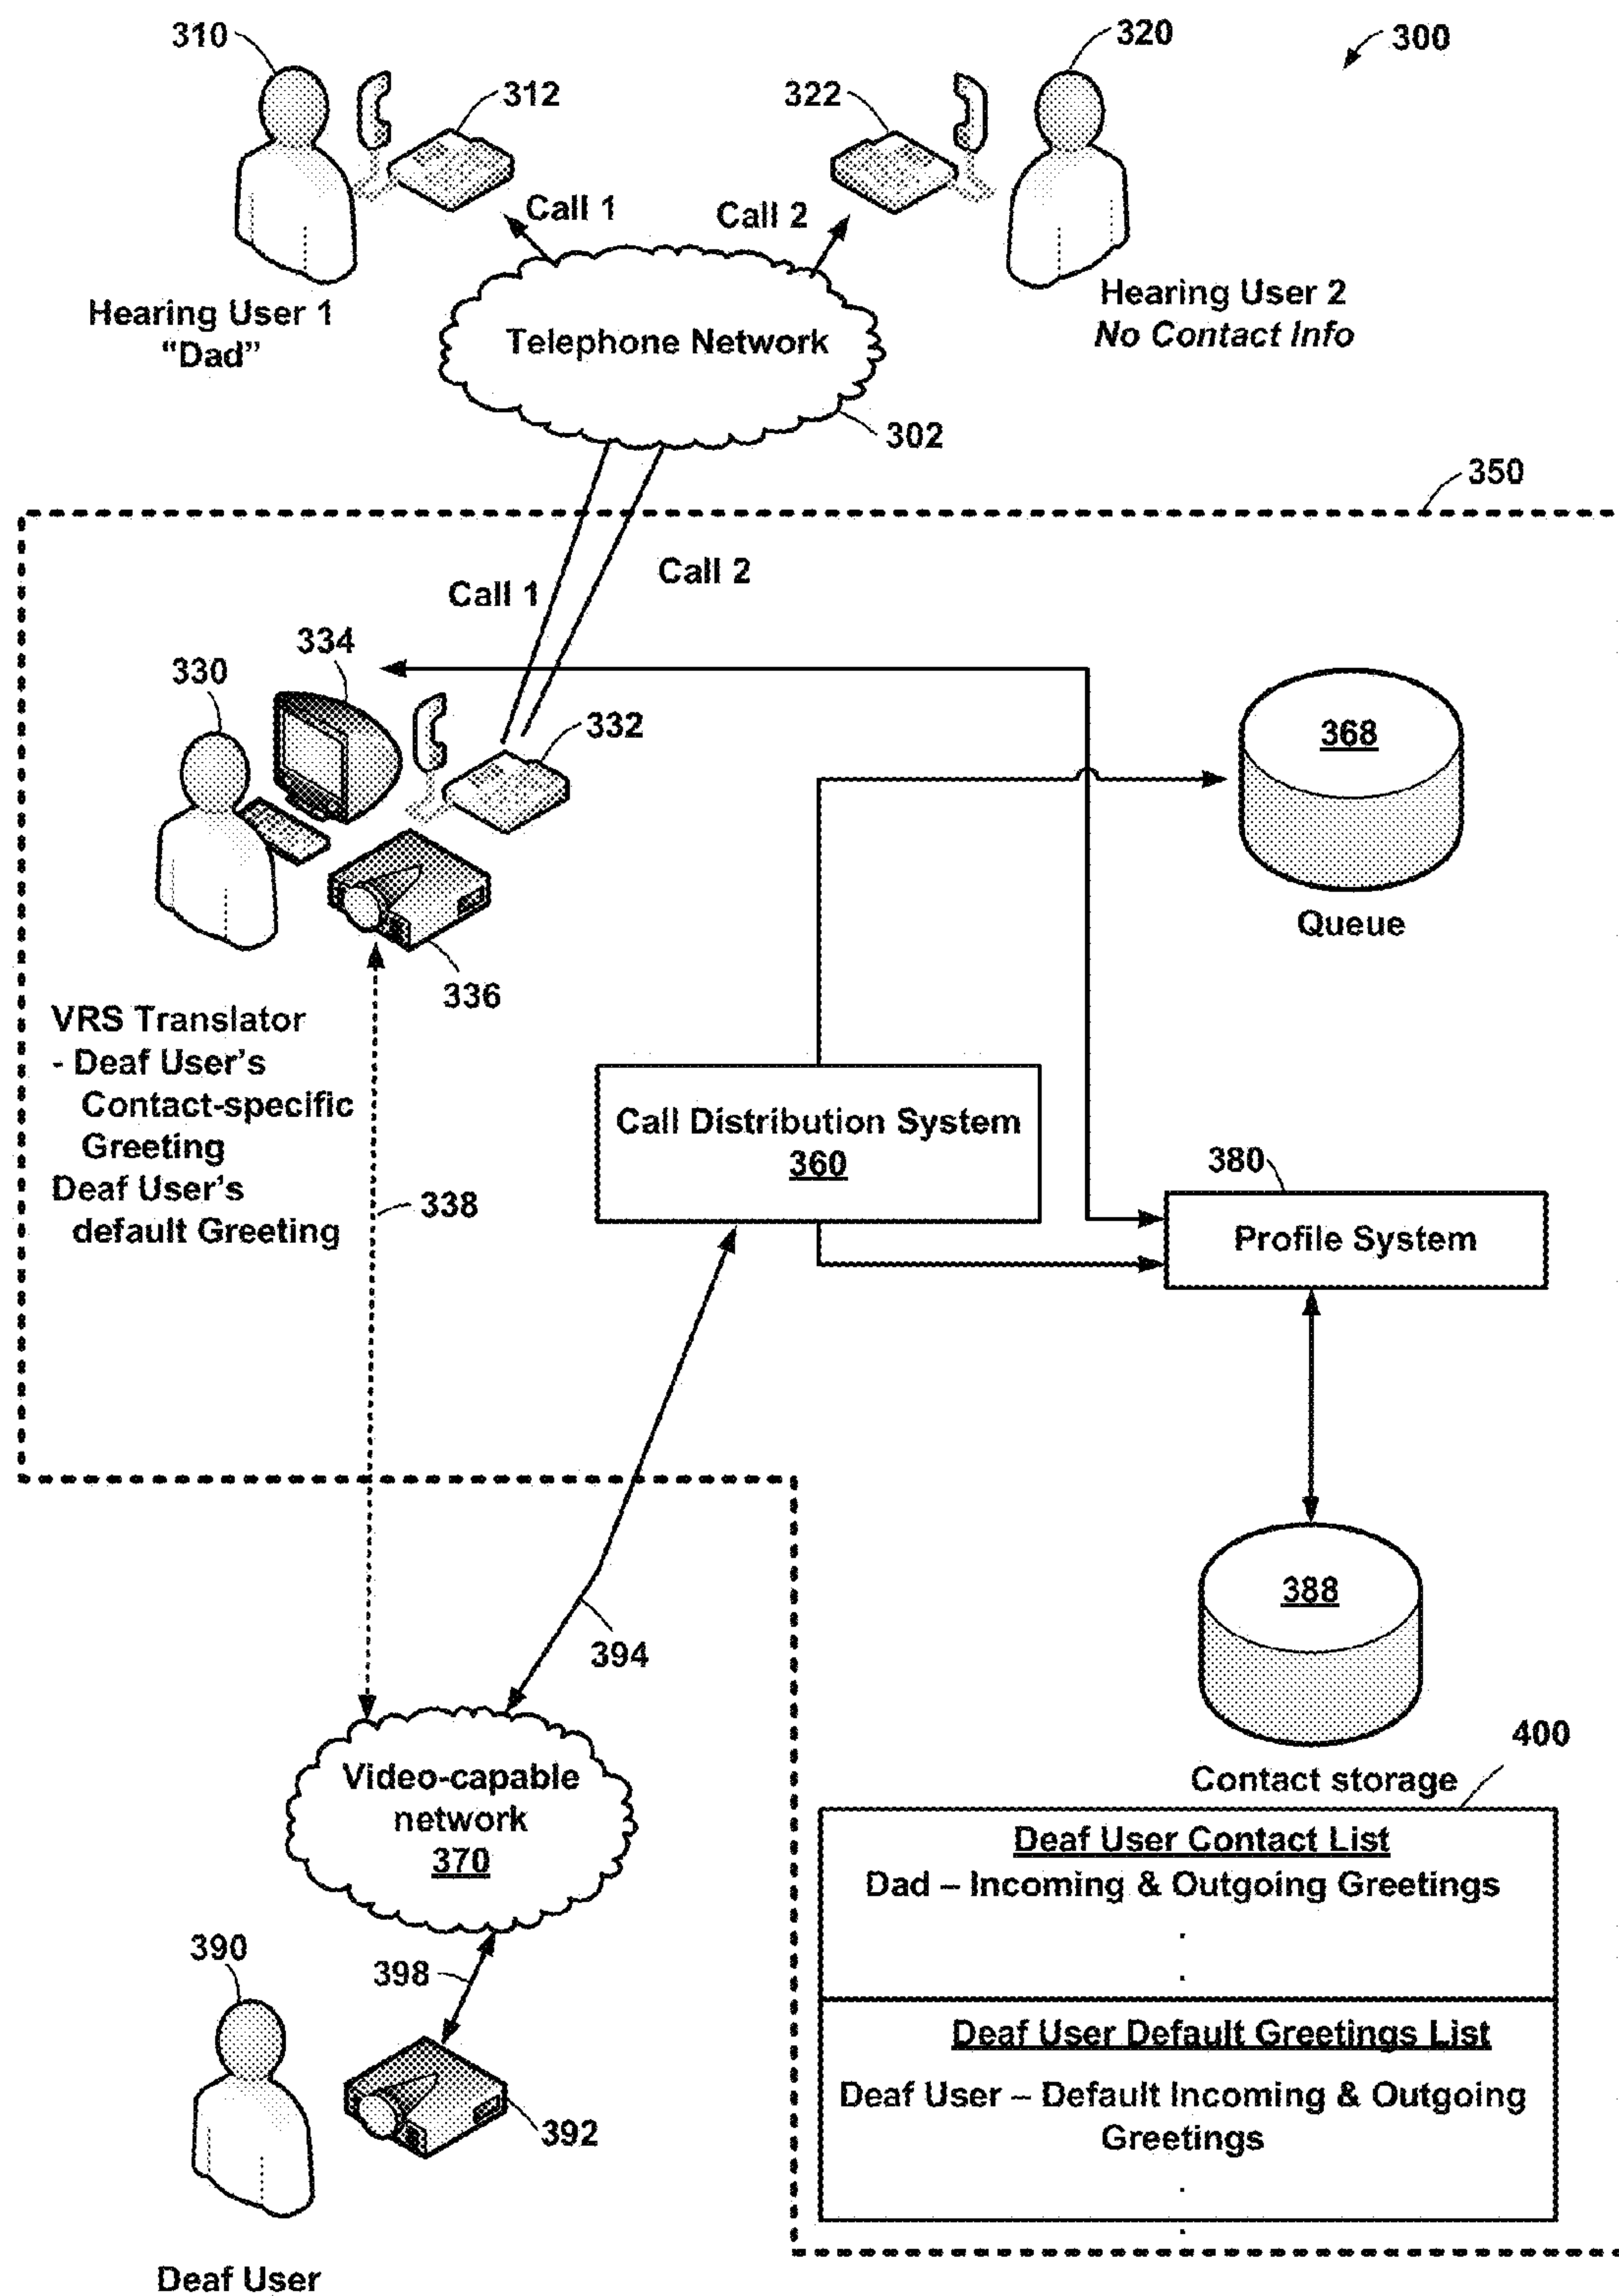 310
320
300
312
322
Call 1
Call 2
Hearing User 1
“Dad”
Hearing User 2
No Contact Info
Telephone Network
302
350
Call 1
Call 2
334
330
332
368
Queue
336
VRS Translator
- Deaf User’s
Contact-specific
Greeting
Deaf User’s
default Greeting
338
Call Distribution System
360
380
Profile System
394
388
400
Contact storage
Video-capable
network
370
Deaf User Contact List
Dad – Incoming & Outgoing Greetings
.
.
390
398
392
Deaf User Default Greetings List
Deaf User – Default Incoming & Outgoing
Greetings
.
.
Deaf User